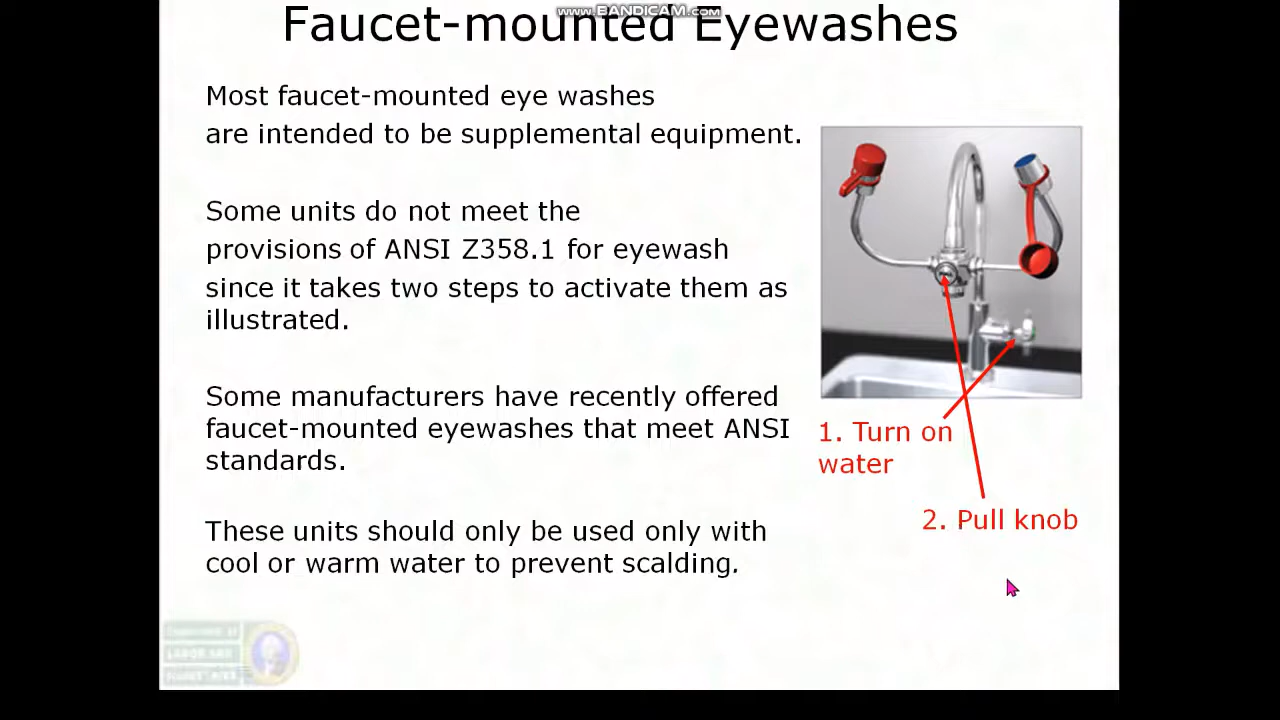 www.BANDICAM.com
Faucet-mounted Eyewashes
Most faucet-mounted eye washes
are intended to be supplemental equipment.
Some units do not meet the
provisions of ANSI Z358.1 for eyewash
since it takes two steps to activate them as
illustrated.
Some manufacturers have recently offered
faucet-mounted eyewashes that meet ANSI
standards.
These units should only be used only with
cool or warm water to prevent scalding.
1. Turn on
water
2. Pull knob